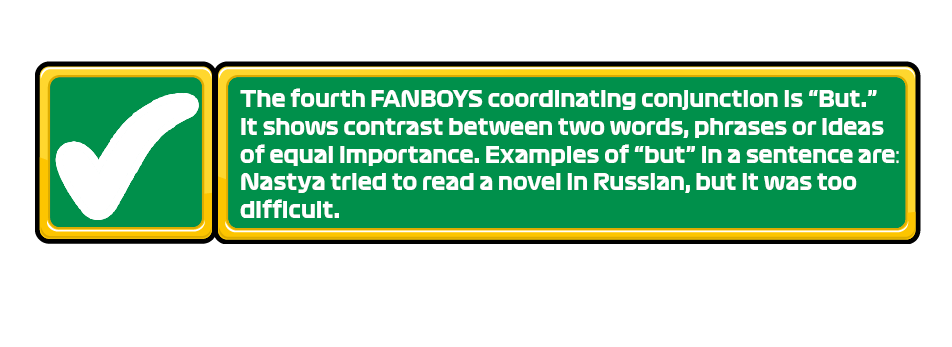 The fourth FANBOYS coordinating conjunction is “But.”
It shows contrast between two words, phrases or ideas
of equal importance. Examples of “but” in a sentence are:
Nastya tried to read a novel in Russian, but it was too
difficult.